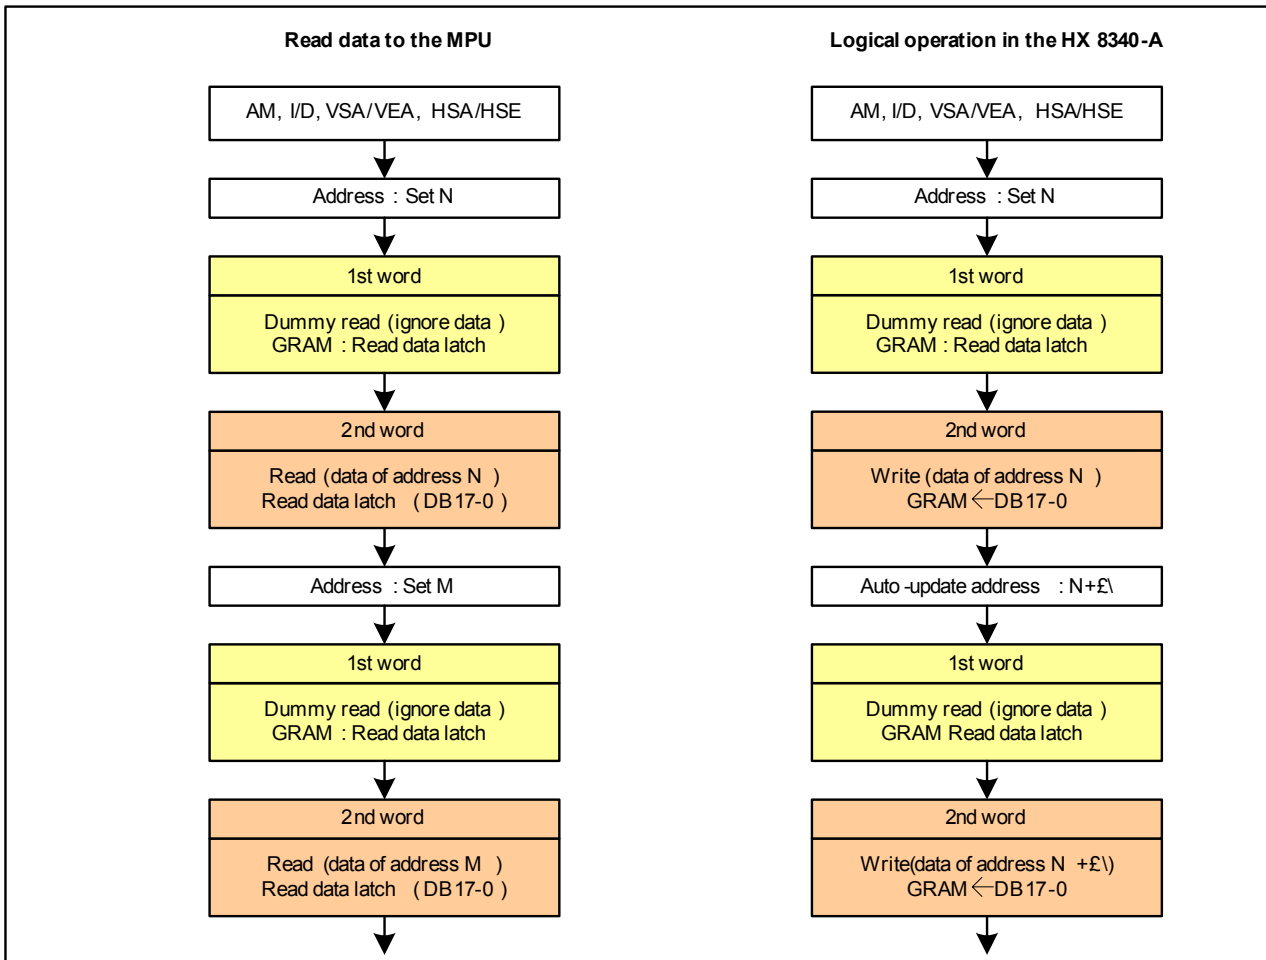 Read data to the MPU
AM, I/D, VSA/VEA, HSA/HSE
Address : Set N
1st word
Dummy read (ignore data )
GRAM : Read data latch
2nd word
Read (data of address N )
Read data latch (DB17-0 )
Address : Set M
1st word
Dummy read (ignore data )
GRAM : Read data latch
2nd word
Read (data of address M )
Read data latch (DB17-0 )
Logical operation in the HX 8340-A
AM, I/D, VSA/VEA, HSA/HSE
Address : Set N
1st word
Dummy read (ignore data )
GRAM : Read data latch
2nd word
Write (data of address N )
GRAM←DB17-0
Auto-update address : N+£\
1st word
Dummy read (ignore data )
GRAM Read data latch
2nd word
Write(data of address N +£\)
GRAM←DB17-0